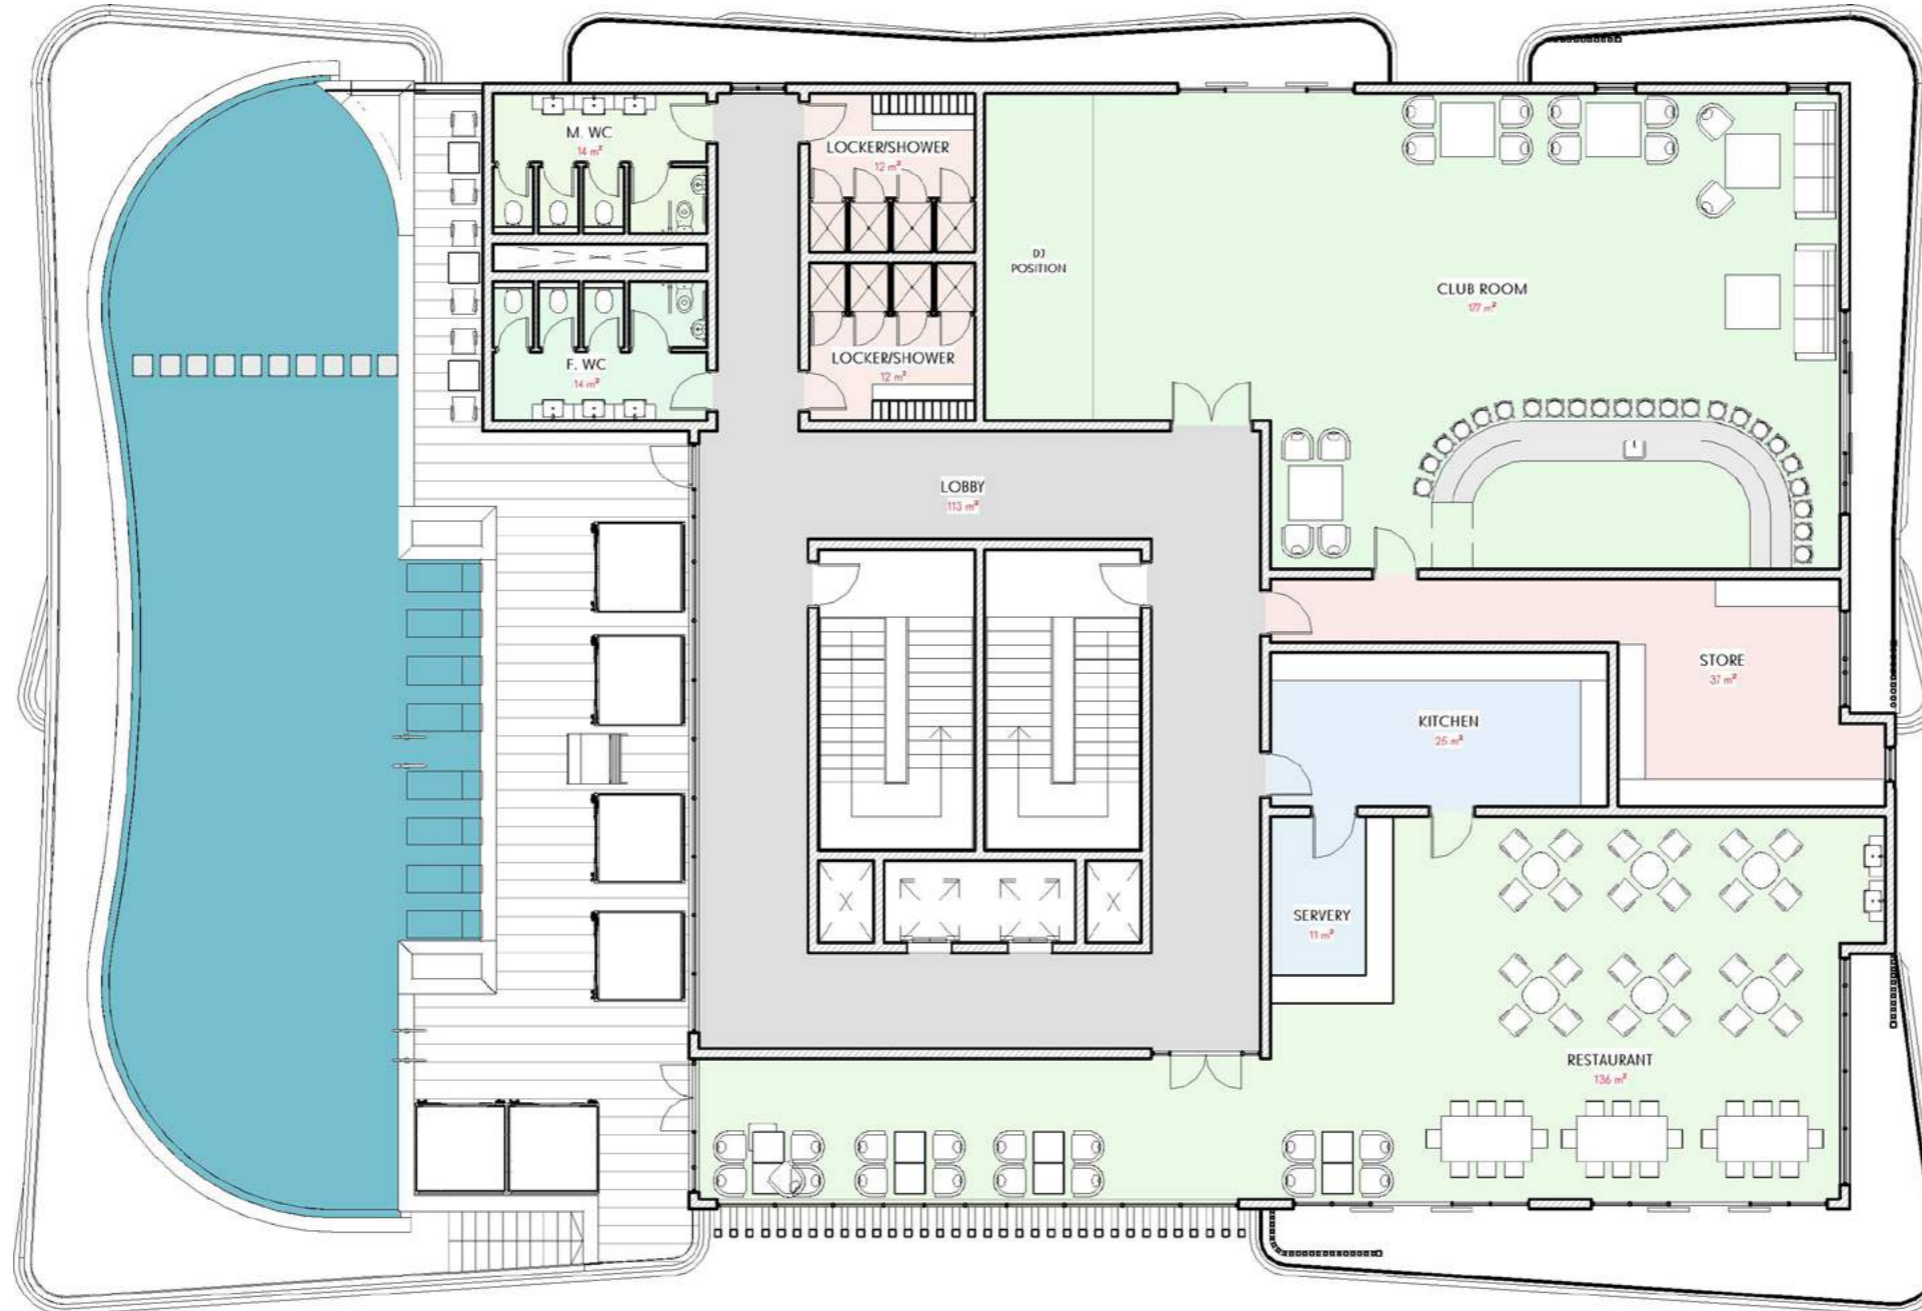 M. WC
14 m²
LOCKER/SHOWER
12 m²
DJ
POSITION
CLUB ROOM
177 m²
F. WC
14 m²
LOCKER/SHOWER
12 m²
LOBBY
113 m²
STORE
37 m²
KITCHEN
25 m²
SERVERY
11 m²
RESTAURANT
136 m²